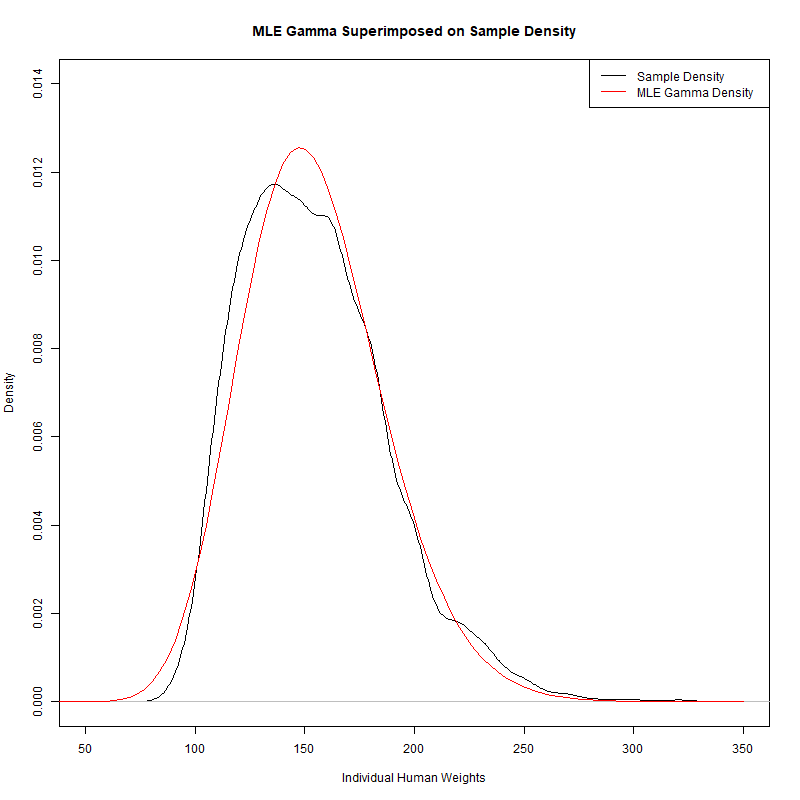 MLE Gamma Superimposed on Sample Density
Sample Density
MLE Gamma Density
0.014
0.012
0.010
0.008
0.006
0.004
0.002
0.000
Density
50 100 150 200 250 300 350
Individual Human Weights